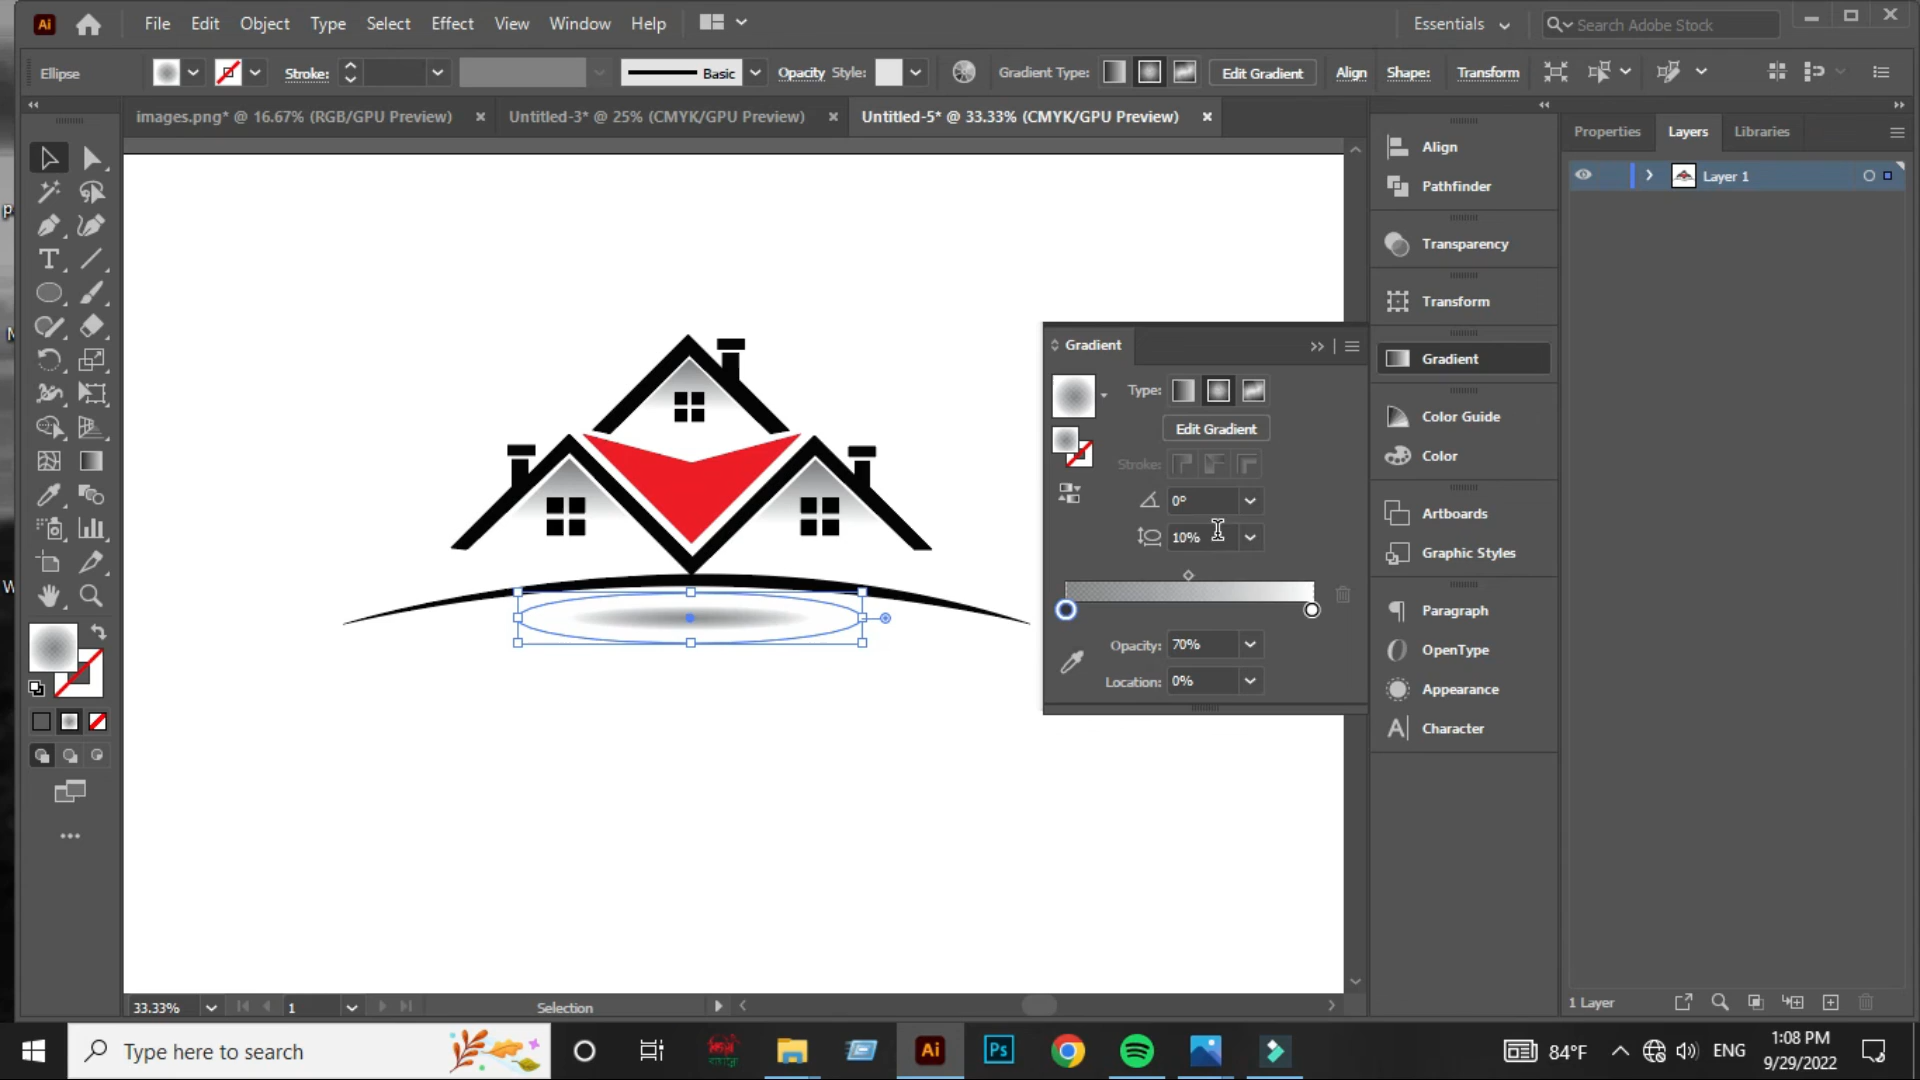 Ai File Edit Object Type Select Effect View Window Help Essentials Search Adobe Stock
Ellipse Stroke: Basic Opacity Style: Gradient Type: Edit Gradient Align Shape: Transform
images.png* @ 16.67% (RGB/GPU Preview) Untitled-3* @ 25% (CMYK/GPU Preview) Untitled-5* @ 33.33% (CMYK/GPU Preview)
Properties Layers Libraries
Layer 1
Align
Pathfinder
Transparency
Transform
Gradient
Color Guide
Color
Artboards
Graphic Styles
Paragraph
OpenType
Appearance
Character
Gradient
Type:
Edit Gradient
Stroke:
0°
10%
Opacity: 70%
Location: 0%
33.33% 1 Selection
1 Layer
Type here to search
Ai Ps
84°F ENG
1:08 PM
9/29/2022